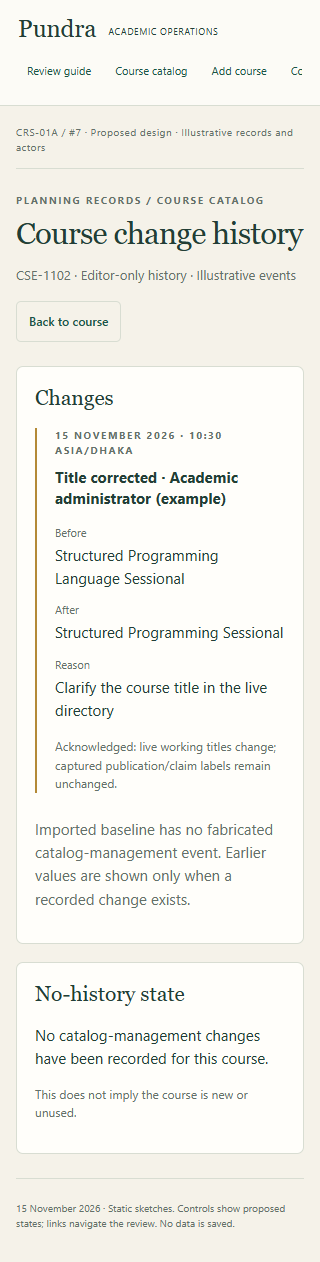 Pundra ACADEMIC OPERATIONS
Review guide Course catalog Add course Co
CRS-01A / #7 · Proposed design · Illustrative records and
actors
PLANNING RECORDS / COURSE CATALOG
Course change history
CSE-1102 · Editor-only history · Illustrative events
Back to course
Changes
15 NOVEMBER 2026 · 10:30
ASIA/DHAKA
Title corrected · Academic
administrator (example)
Before
Structured Programming
Language Sessional
After
Structured Programming Sessional
Reason
Clarify the course title in the live
directory
Acknowledged: live working titles change;
captured publication/claim labels remain
unchanged.
Imported baseline has no fabricated
catalog-management event. Earlier
values are shown only when a
recorded change exists.
No-history state
No catalog-management changes
have been recorded for this course.
This does not imply the course is new or
unused.
15 November 2026 · Static sketches. Controls show proposed
states; links navigate the review. No data is saved.